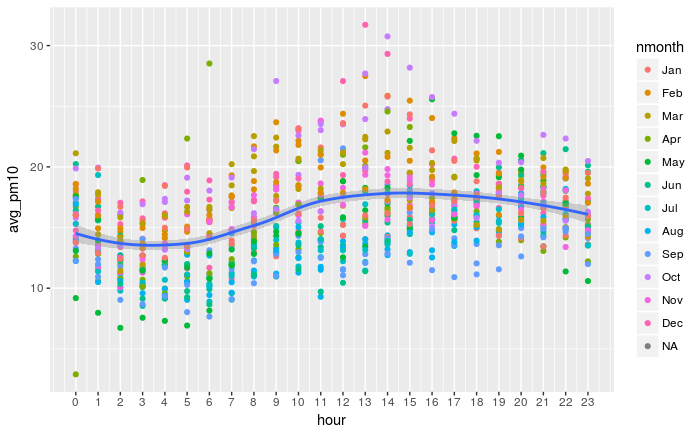 30
20
10
avg_pm10
0 1 2 3 4 5 6 7 8 9 10 11 12 13 14 15 16 17 18 19 20 21 22 23
hour
nmonth
Jan
Feb
Mar
Apr
May
Jun
Jul
Aug
Sep
Oct
Nov
Dec
NA